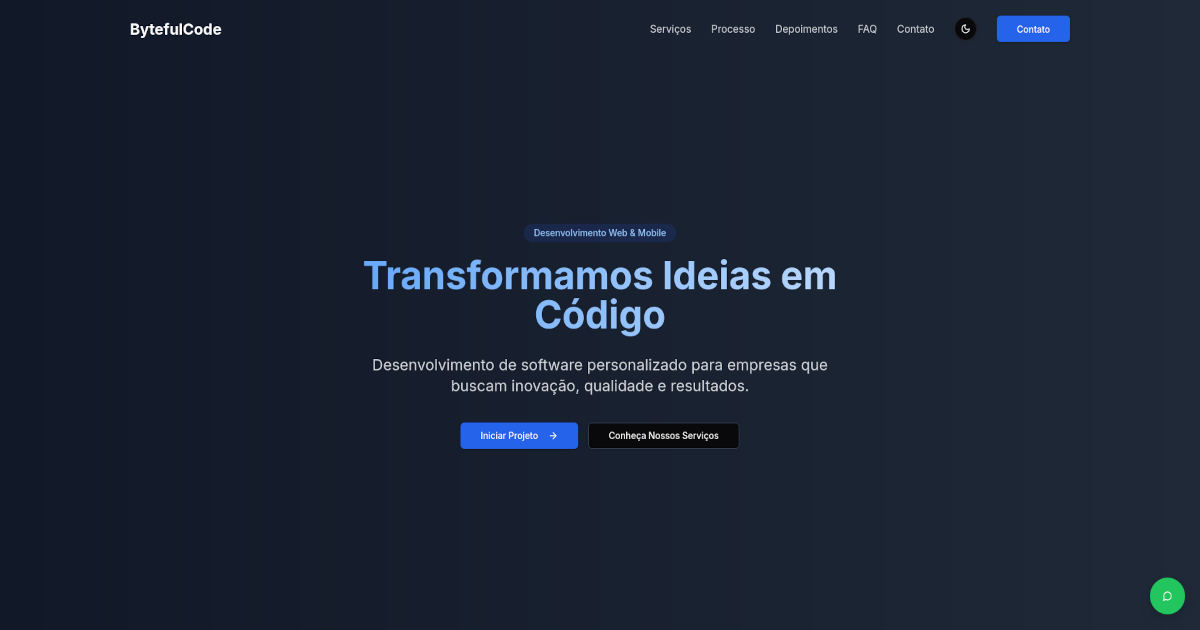 BytefulCode
Serviços
Processo
Depoimentos
FAQ
Contato
Contato
Desenvolvimento Web & Mobile
Transformamos Ideias em
Código
Desenvolvimento de software personalizado para empresas que
buscam inovação, qualidade e resultados.
Iniciar Projeto
Conheça Nossos Serviços